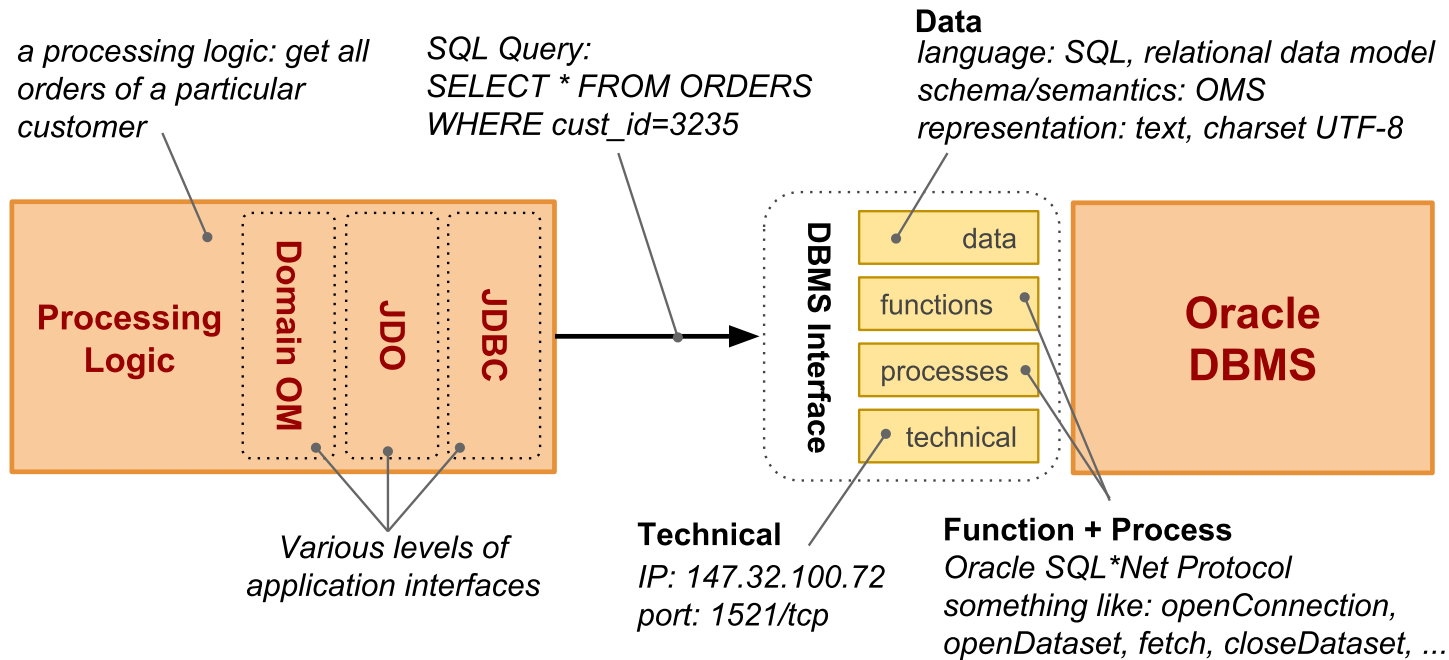 a processing logic: get all
orders of a particular
customer
SQL Query:
SELECT * FROM ORDERS
WHERE cust_id=3235
Data
language: SQL, relational data model
schema/semantics: OMS
representation: text, charset UTF-8
Processing
Logic
Domain OM
JDO
JDBC
DBMS Interface
data
functions
processes
technical
Oracle
DBMS
Various levels of
application interfaces
Technical
IP: 147.32.100.72
port: 1521/tcp
Function + Process
Oracle SQL*Net Protocol
something like: openConnection,
openDataset, fetch, closeDataset, ...